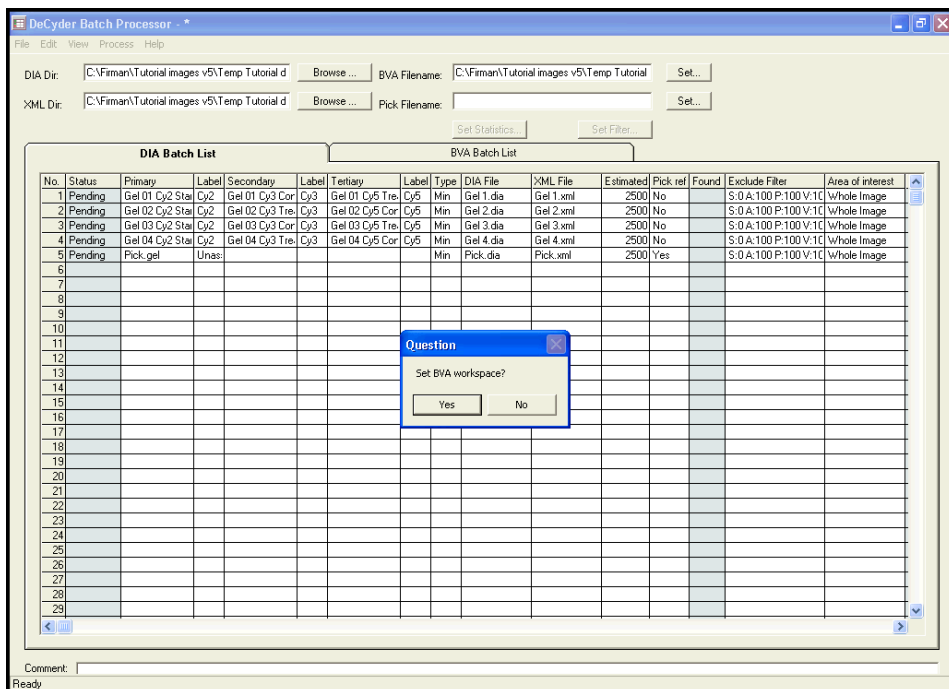 DeCyder Batch Processor - *
File Edit View Process Help
DIA Dir: C:\Firman\Tutorial images v5\Temp Tutorial d Browse ... BVA Filename: C:\Firman\Tutorial images v5\Temp Tutorial Set...
XML Dir: C:\Firman\Tutorial images v5\Temp Tutorial d Browse ... Pick Filename: Set...
Set Statistics... Set Filter...
DIA Batch List BVA Batch List
No. Status Primary Label Secondary Label Tertiary Label Type DIA File XML File Estimated Pick ref Found Exclude Filter Area of interest
1 Pending Gel 01 Cy2 Sta Cy2 Gel 01 Cy3 Cor Cy3 Gel 01 Cy5 Tre Cy5 Min Gel 1.dia Gel 1.xml 2500 No S:0 A:100 P:100 V:10 Whole Image
2 Pending Gel 02 Cy2 Sta Cy2 Gel 02 Cy3 Tre Cy3 Gel 02 Cy5 Cor Cy5 Min Gel 2.dia Gel 2.xml 2500 No S:0 A:100 P:100 V:10 Whole Image
3 Pending Gel 03 Cy2 Sta Cy2 Gel 03 Cy3 Cor Cy3 Gel 03 Cy5 Tre Cy5 Min Gel 3.dia Gel 3.xml 2500 No S:0 A:100 P:100 V:10 Whole Image
4 Pending Gel 04 Cy2 Sta Cy2 Gel 04 Cy3 Tre Cy3 Gel 04 Cy5 Cor Cy5 Min Gel 4.dia Gel 4.xml 2500 No S:0 A:100 P:100 V:10 Whole Image
5 Pending Pick.gel Unas Min Pick.dia Pick.xml 2500 Yes S:0 A:100 P:100 V:10 Whole Image
6
7
8
9
10
11
12
13
14
15
16
17
18
19
20
21
22
23
24
25
26
27
28
29
Question
Set BVA workspace?
Yes No
Comment:
Ready